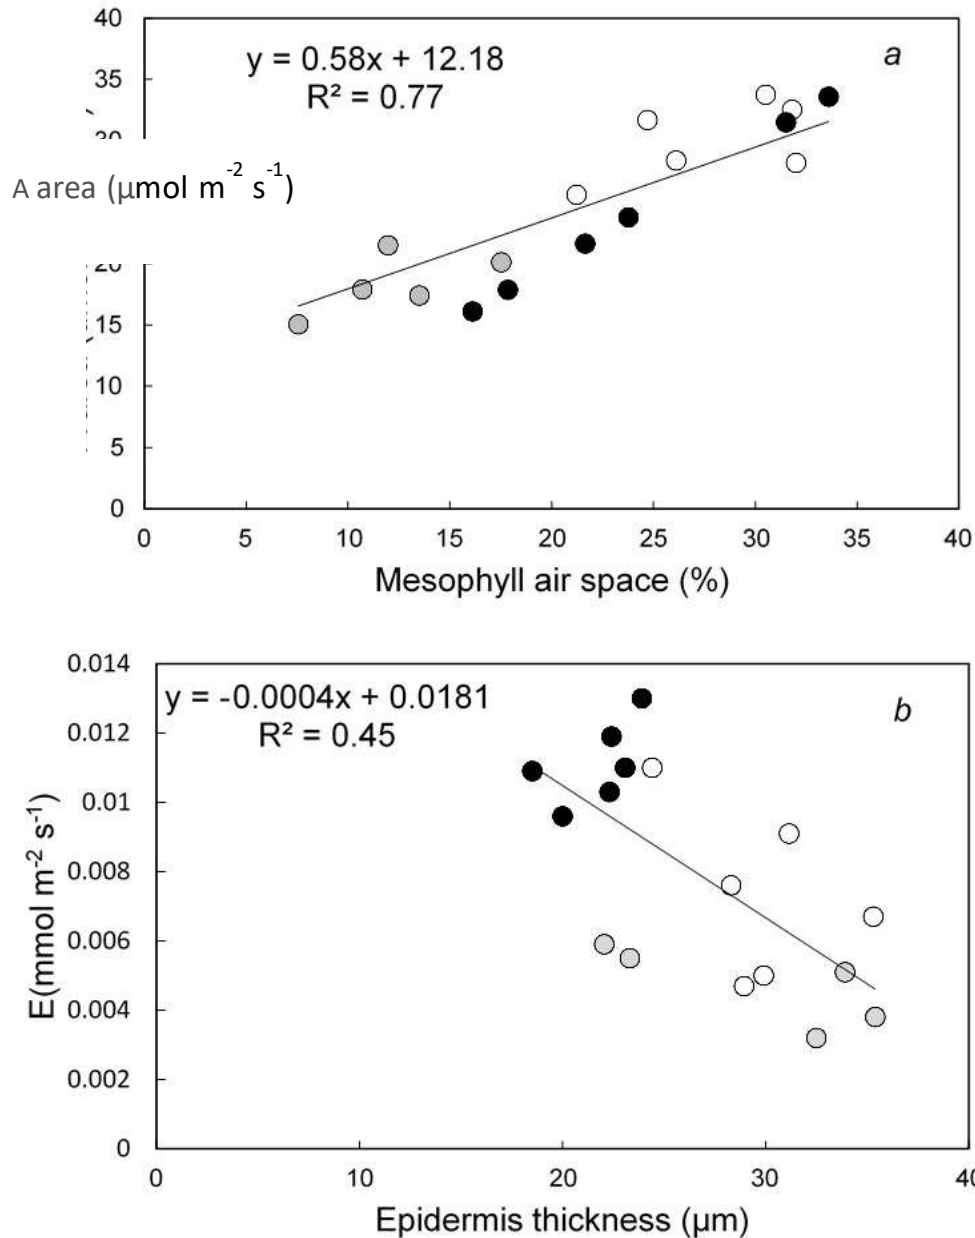 40
y = 0.58x + 12.18
a
35
R² = 0.77
A area (µmol m⁻² s⁻¹)
15
10
5
0
0 5 10 15 20 25 30 35 40
Mesophyll air space (%)
0.014
y = -0.0004x + 0.0181
b
0.012
R² = 0.45
0.01
0.008
0.006
0.004
0.002
0
E(mmol m⁻² s⁻¹)
0 10 20 30 40
Epidermis thickness (µm)